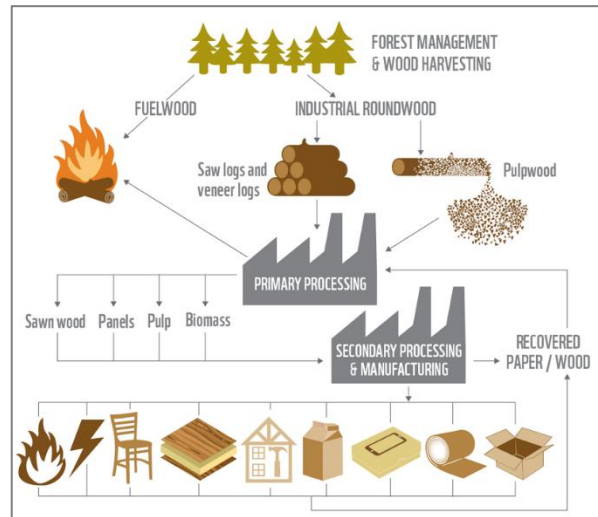 FOREST MANAGEMENT
& WOOD HARVESTING
FUELWOOD
INDUSTRIAL ROUNDWOOD
Saw logs and
veneer logs
Pulpwood
PRIMARY PROCESSING
Sawn wood
Panels
Pulp
Biomass
SECONDARY PROCESSING
& MANUFACTURING
RECOVERED
PAPER / WOOD